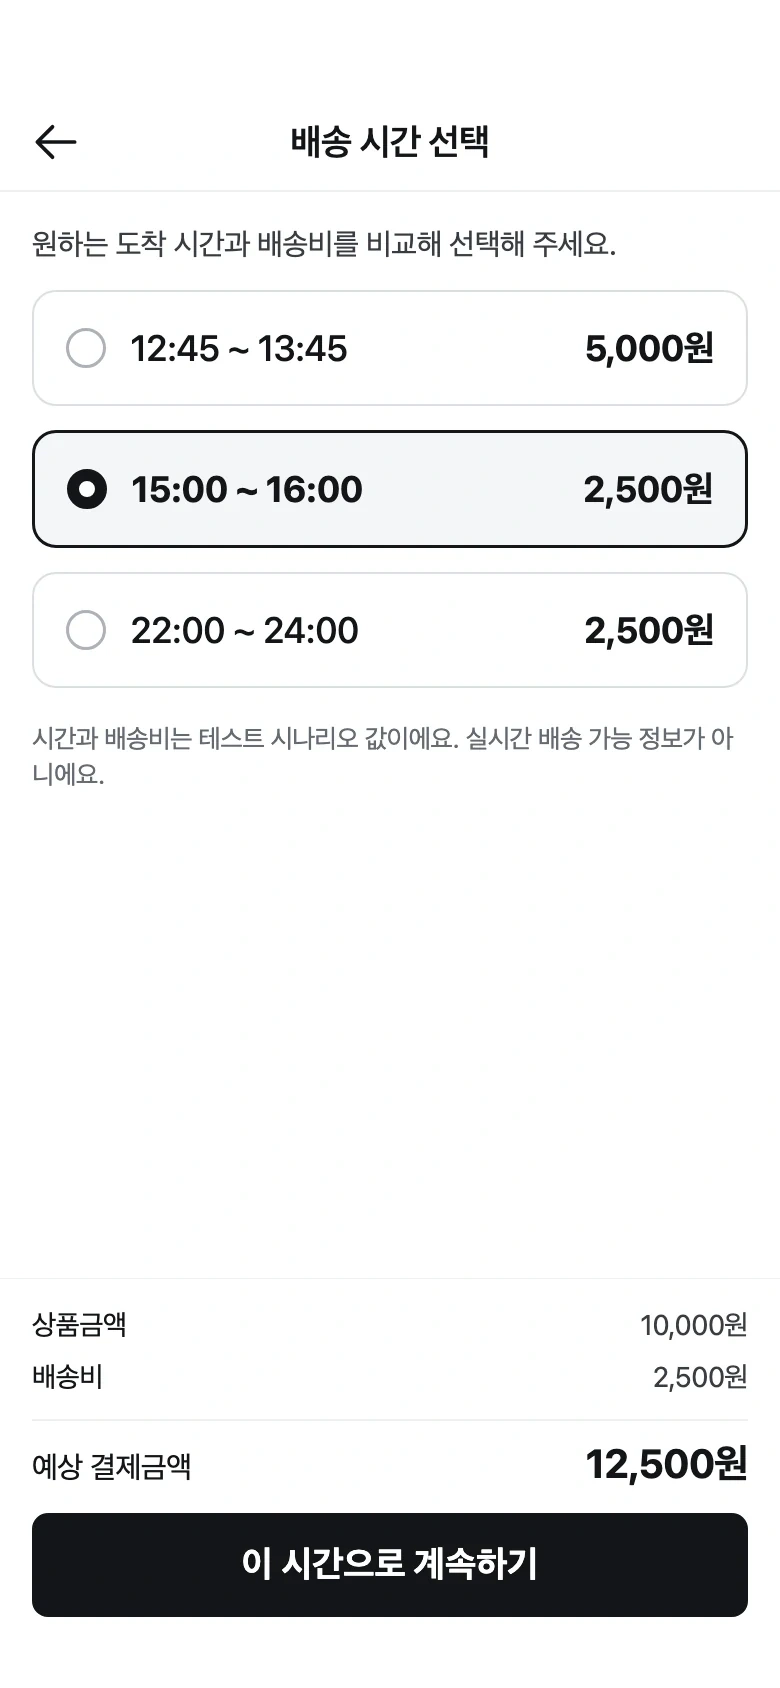 배송 시간 선택
원하는 도착 시간과 배송비를 비교해 선택해 주세요.
12:45 ~ 13:45 5,000원
15:00 ~ 16:00 2,500원
22:00 ~ 24:00 2,500원
시간과 배송비는 테스트 시나리오 값이에요. 실시간 배송 가능 정보가 아
니에요.
상품금액 10,000원
배송비 2,500원
예상 결제금액 12,500원
이 시간으로 계속하기